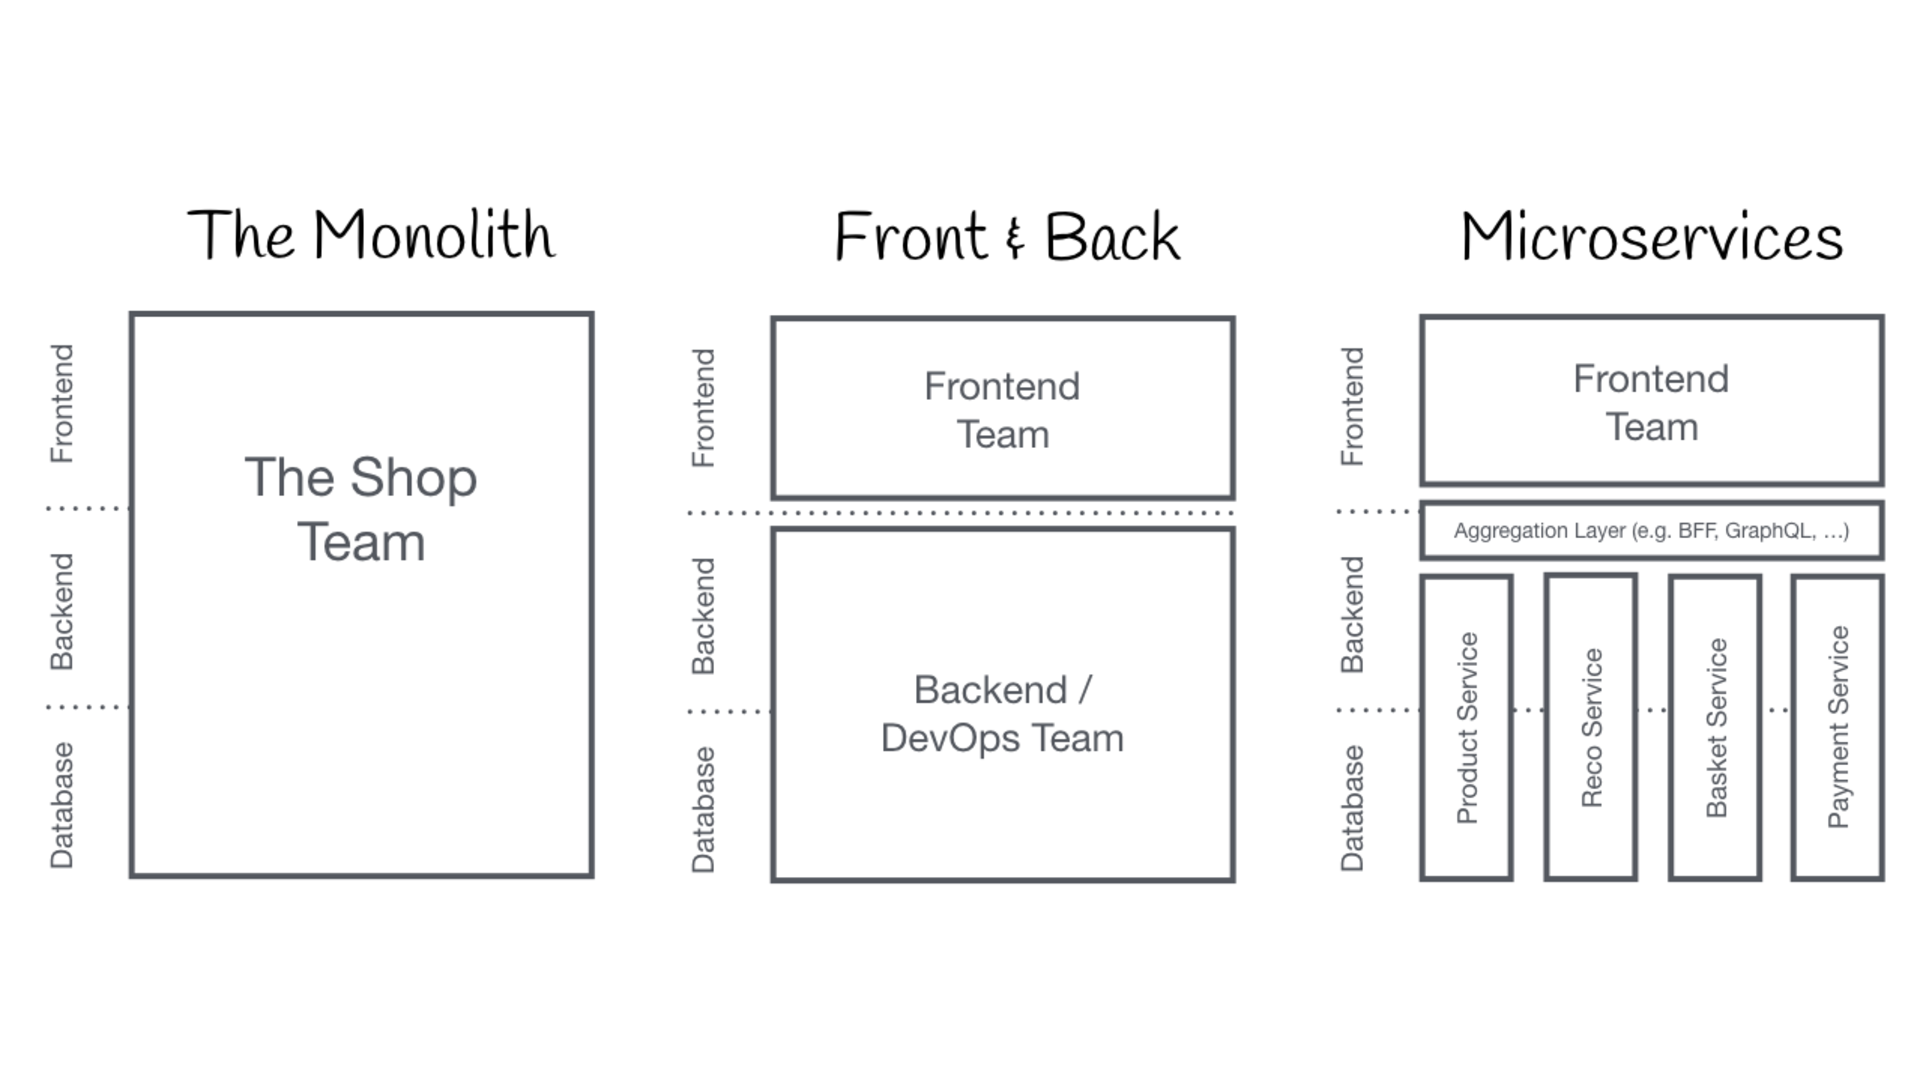 The Monolith
Frontend
Backend
Database
The Shop
Team
Front & Back
Frontend
Backend
Database
Frontend
Team
Backend /
DevOps Team
Microservices
Frontend
Backend
Database
Frontend
Team
Aggregation Layer (e.g. BFF, GraphQL, ...)
Product Service
Reco Service
Basket Service
Payment Service